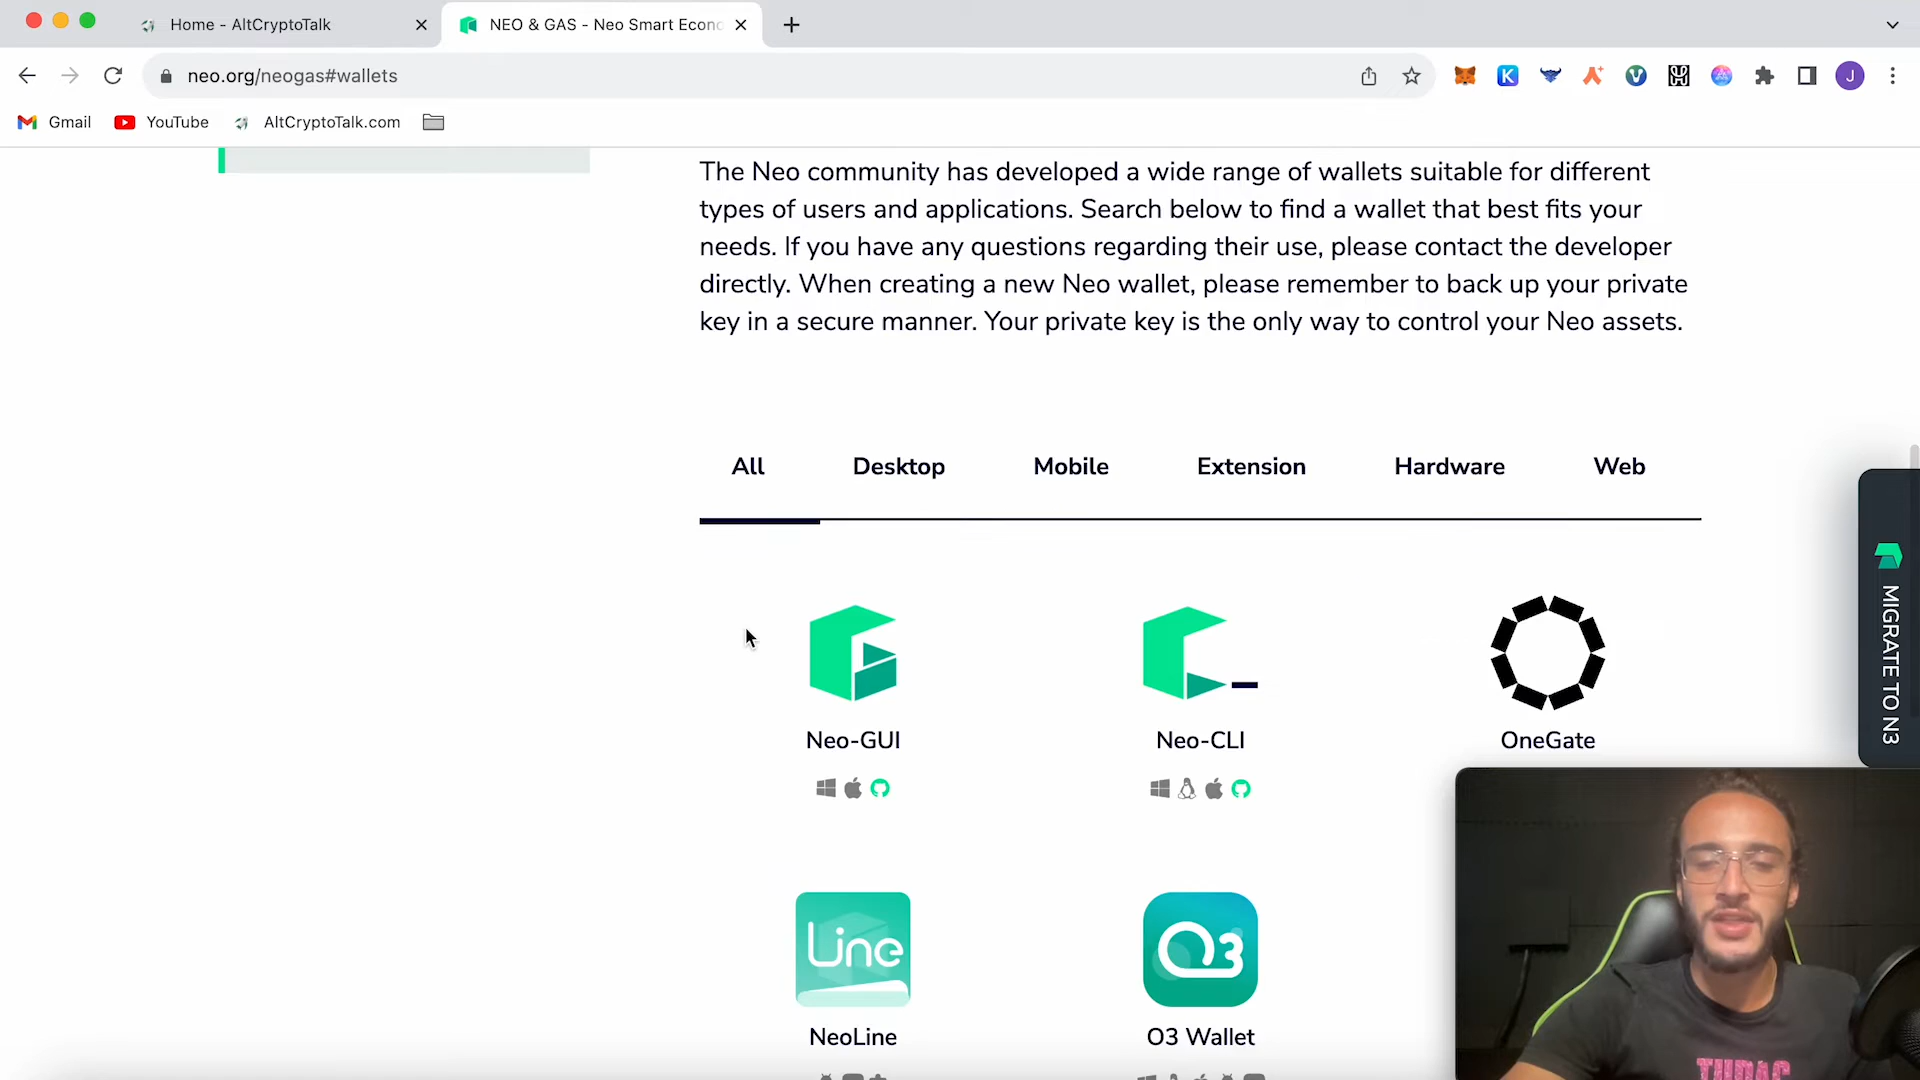 Home - AltCryptoTalk
NEO & GAS - Neo Smart Econo
neo.org/neogas#wallets
J
Gmail
YouTube
AltCryptoTalk.com
The Neo community has developed a wide range of wallets suitable for different
types of users and applications. Search below to find a wallet that best fits your
needs. If you have any questions regarding their use, please contact the developer
directly. When creating a new Neo wallet, please remember to back up your private
key in a secure manner. Your private key is the only way to control your Neo assets.
All
Desktop
Mobile
Extension
Hardware
Web
MIGRATE TO N3
Neo-GUI
Neo-CLI
OneGate
Line
O3
NeoLine
O3 Wallet